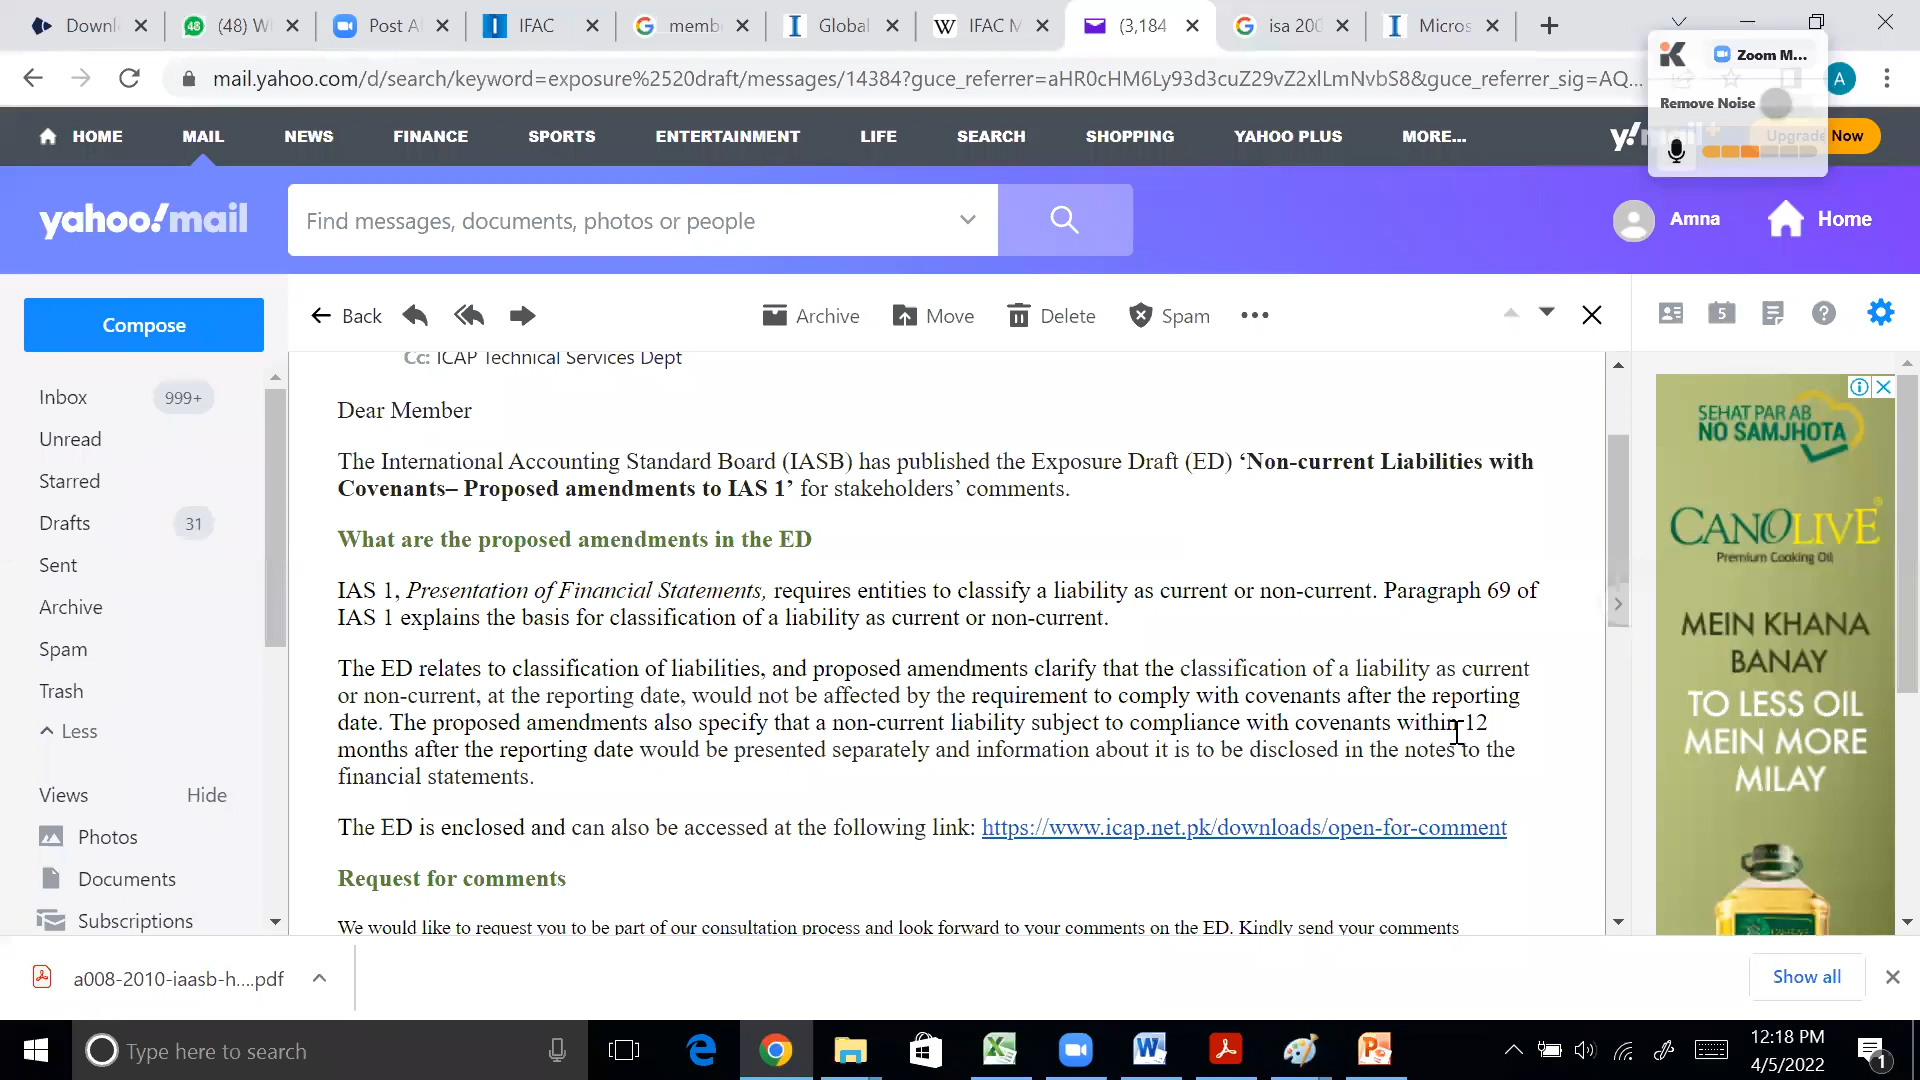 Downl
(48) W
Post A
IFAC
memb
Global
IFAC M
(3,184
isa 200
Micros
Zoom M...
mail.yahoo.com/d/search/keyword=exposure%2520draft/messages/14384?guce_referrer=aHR0cHM6Ly93d3cuZ29vZ2xlLmNvbS8&guce_referrer_sig=AQ...
A
Remove Noise
HOME MAIL NEWS FINANCE SPORTS ENTERTAINMENT LIFE SEARCH SHOPPING YAHOO PLUS MORE...
Upgrade Now
yahoo!mail
Find messages, documents, photos or people
Amna
Home
Compose
Back
Archive
Move
Delete
Spam
5
Inbox 999+
Unread
Starred
Drafts 31
Sent
Archive
Spam
Trash
Less
Views Hide
Photos
Documents
Subscriptions
Cc: ICAP Technical Services Dept
Dear Member
The International Accounting Standard Board (IASB) has published the Exposure Draft (ED) ‘Non-current Liabilities with
Covenants– Proposed amendments to IAS 1’ for stakeholders’ comments.
What are the proposed amendments in the ED
IAS 1, Presentation of Financial Statements, requires entities to classify a liability as current or non-current. Paragraph 69 of
IAS 1 explains the basis for classification of a liability as current or non-current.
The ED relates to classification of liabilities, and proposed amendments clarify that the classification of a liability as current
or non-current, at the reporting date, would not be affected by the requirement to comply with covenants after the reporting
date. The proposed amendments also specify that a non-current liability subject to compliance with covenants within 12
months after the reporting date would be presented separately and information about it is to be disclosed in the notes to the
financial statements.
The ED is enclosed and can also be accessed at the following link: https://www.icap.net.pk/downloads/open-for-comment
Request for comments
We would like to request you to be part of our consultation process and look forward to your comments on the ED. Kindly send your comments
SEHAT PAR AB
NO SAMJHOTA
CANOLIVE
Premium Cooking Oil
MEIN KHANA
BANAY
TO LESS OIL
MEIN MORE
MILAY
a008-2010-iaasb-h....pdf
Show all
Type here to search
12:18 PM
4/5/2022
1